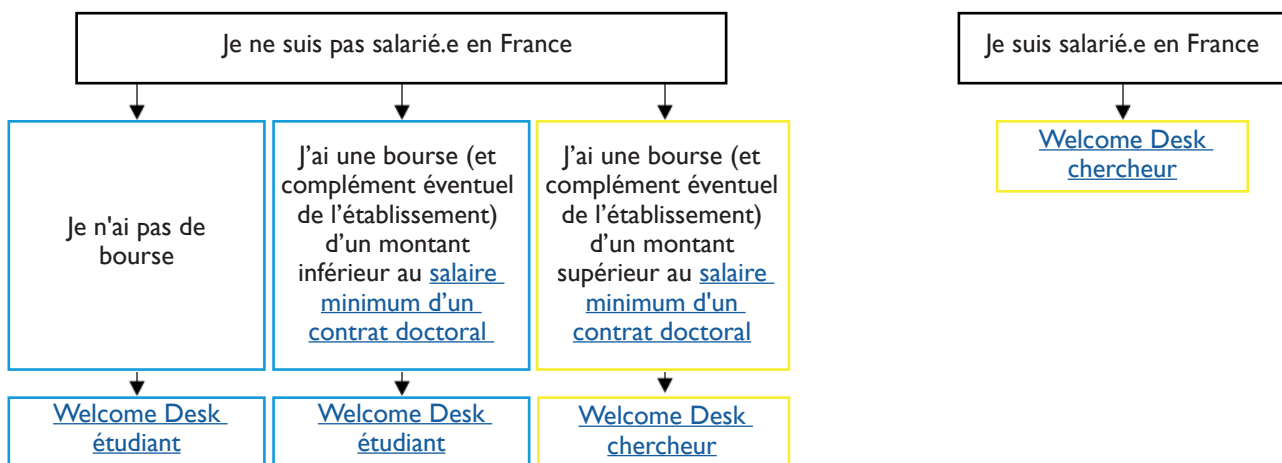 Je ne suis pas salarié.e en France
Je suis salarié.e en France
Je n'ai pas de
bourse
J’ai une bourse (et
complément éventuel
de l’établissement)
d’un montant
inférieur au salaire
minimum d’un
contrat doctoral
J’ai une bourse (et
complément éventuel
de l’établissement)
d’un montant
supérieur au salaire
minimum d'un
contrat doctoral
Welcome Desk
chercheur
Welcome Desk
étudiant
Welcome Desk
étudiant
Welcome Desk
chercheur